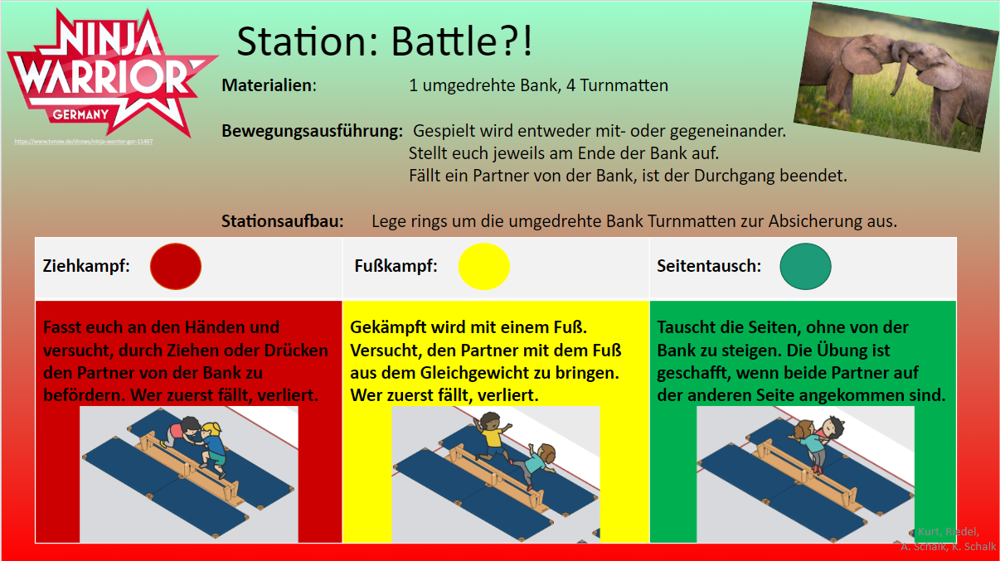 NINJA
WARRIOR
GERMANY
https://www.tvnow.de/shows/ninja-warrior-ger-13497
Station: Battle?!
Materialien: 1 umgedrehte Bank, 4 Turnmatten
Bewegungsausführung: Gespielt wird entweder mit- oder gegeneinander.
Stellt euch jeweils am Ende der Bank auf.
Fällt ein Partner von der Bank, ist der Durchgang beendet.
Stationsaufbau: Lege rings um die umgedrehte Bank Turnmatten zur Absicherung aus.
Ziehkampf:
Fasst euch an den Händen und
versucht, durch Ziehen oder Drücken
den Partner von der Bank zu
befördern. Wer zuerst fällt, verliert.
Fußkampf:
Gekämpft wird mit einem Fuß.
Versucht, den Partner mit dem Fuß
aus dem Gleichgewicht zu bringen.
Wer zuerst fällt, verliert.
Seitentausch:
Tauscht die Seiten, ohne von der
Bank zu steigen. Die Übung ist
geschafft, wenn beide Partner auf
der anderen Seite angekommen sind.
Kurt, Riedel,
A. Schalk, K. Schalk